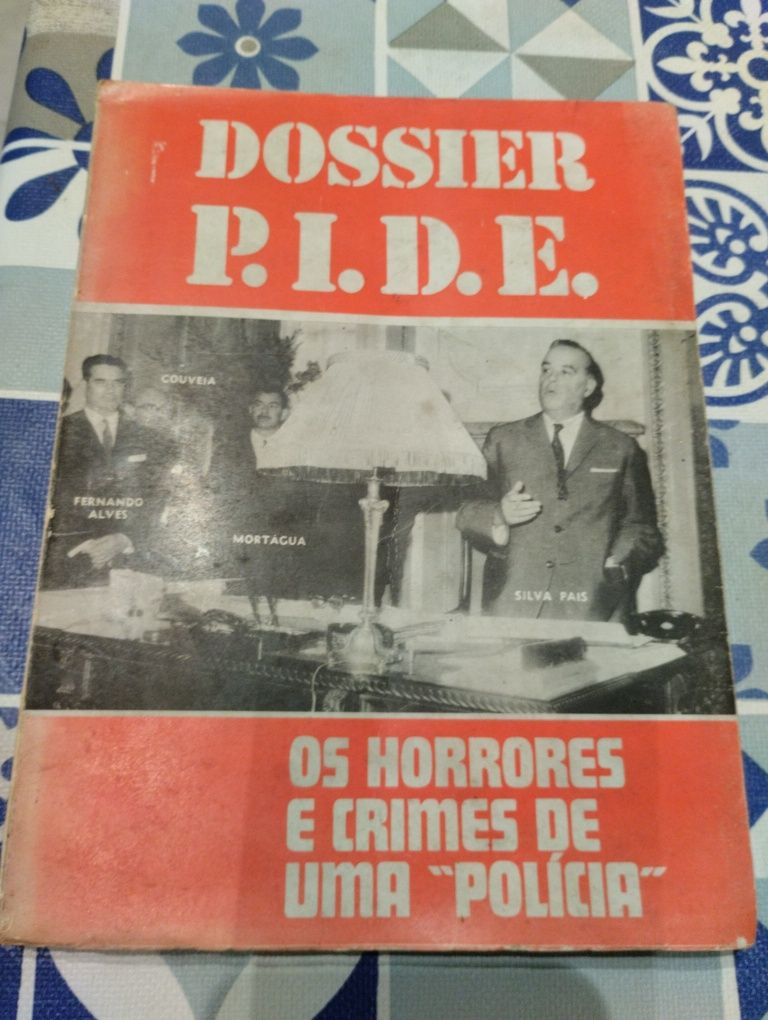 DOSSIER
P.I.D.E.
COUVEIA
FERNANDO
ALVES
MORTÁGUA
SILVA PAIS
OS HORRORES
E CRIMES DE
UMA "POLÍCIA"